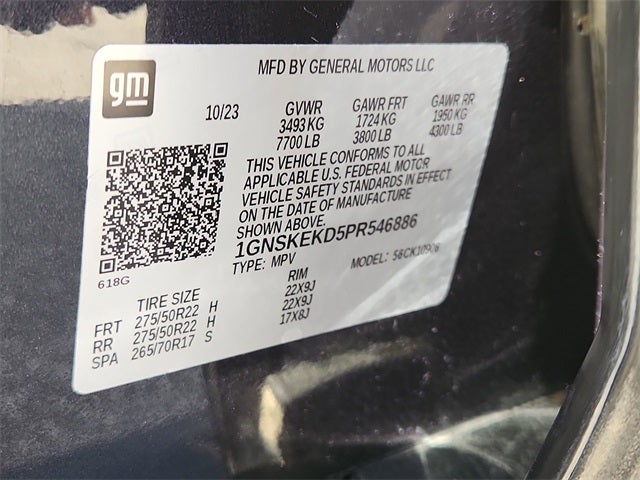 gm
MFD BY GENERAL MOTORS LLC
10/23 GVWR GAWR FRT GAWR RR
3493 KG 1724 KG 1950 KG
7700 LB 3800 LB 4300 LB
THIS VEHICLE CONFORMS TO ALL
APPLICABLE U.S. FEDERAL MOTOR
VEHICLE SAFETY STANDARDS IN EFFECT
ON THE DATE OF MANUFACTURE
SHOWN ABOVE.
1GNSKEKD5PR546886
TYPE: MPV MODEL: 56CK10906
618G
TIRE SIZE RIM
FRT 275/50R22 H 22X9J
RR 275/50R22 H 22X9J
SPA 265/70R17 S 17X8J